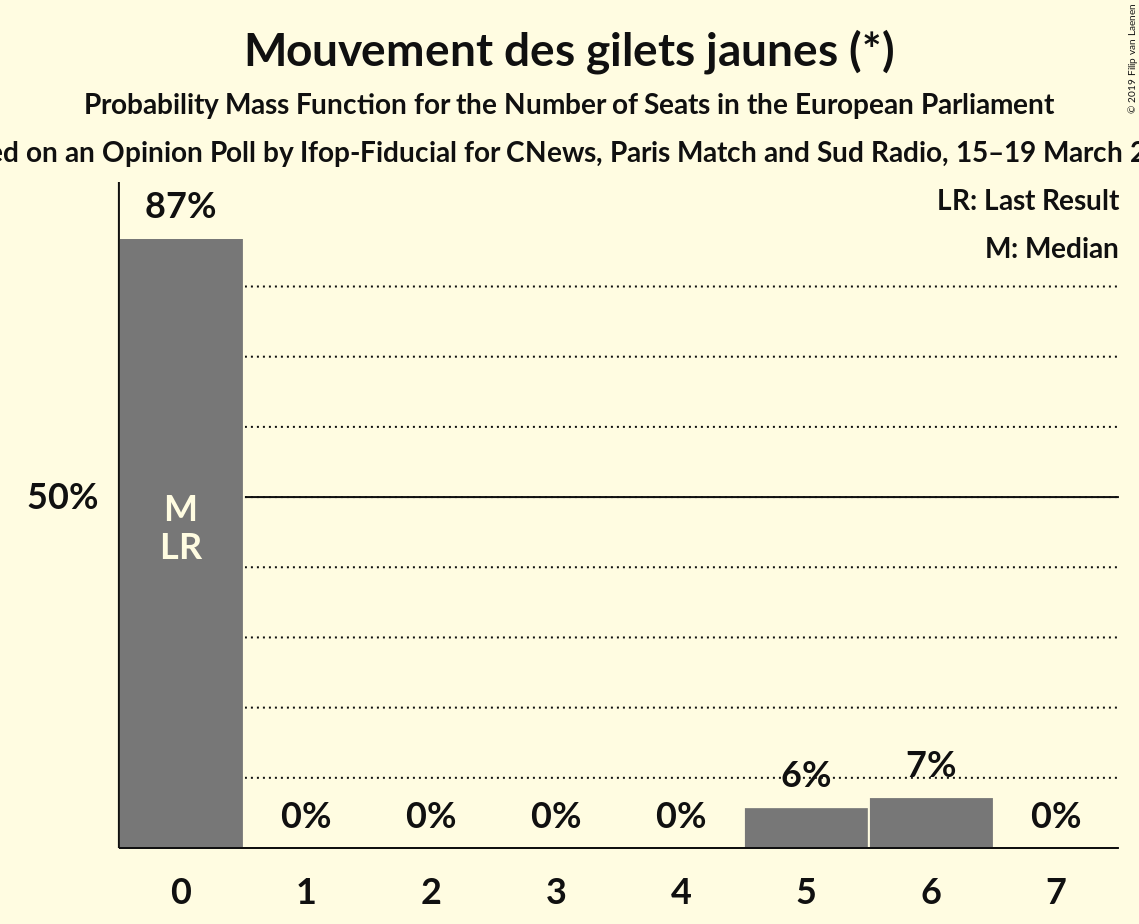 Mouvement des gilets jaunes (*)
Probability Mass Function for the Number of Seats in the European Parliament
on an Opinion Poll by Ifop-Fiducial for CNews, Paris Match and Sud Radio, 15–19 March
© 2019 Filip van Laenen
LR: Last Result
M: Median
87%
50%
M
LR
0% 0% 0% 0% 6% 7% 0%
0 1 2 3 4 5 6 7